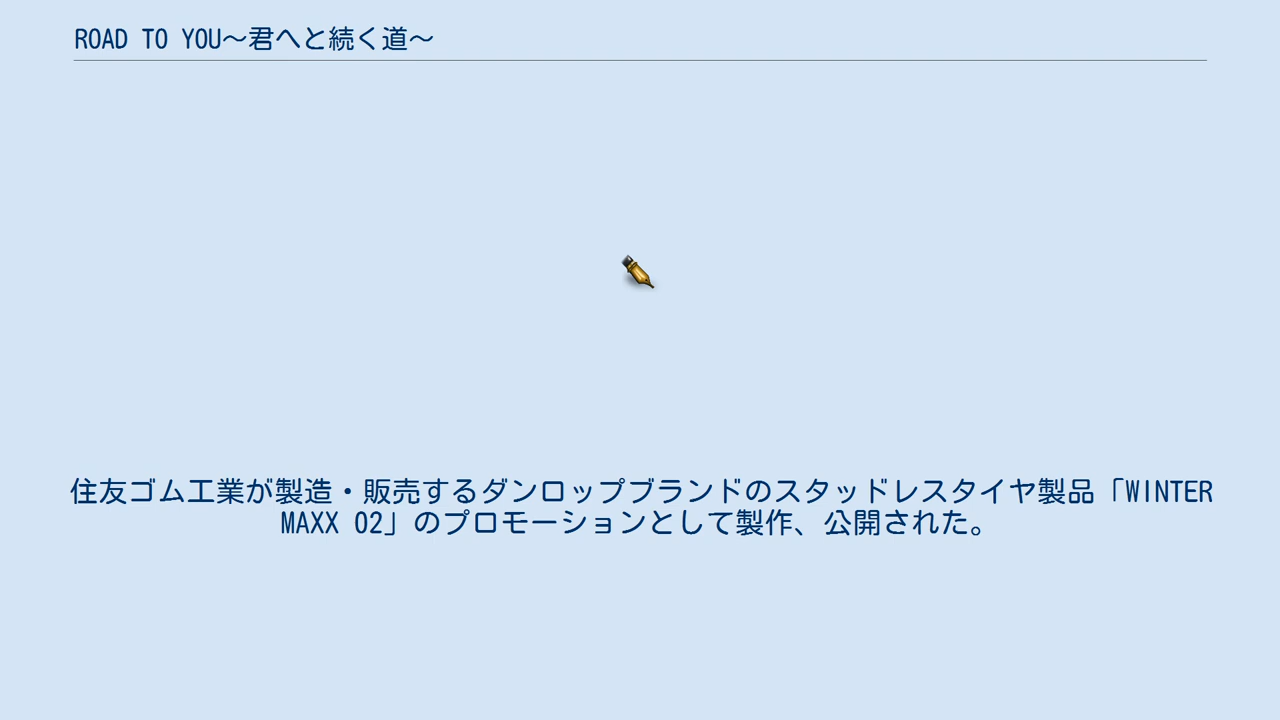 ROAD TO YOU～君へと続く道～
住友ゴム工業が製造・販売するダンロップブランドのスタッドレスタイヤ製品「WINTER
MAXX 02」のプロモーションとして製作、公開された。